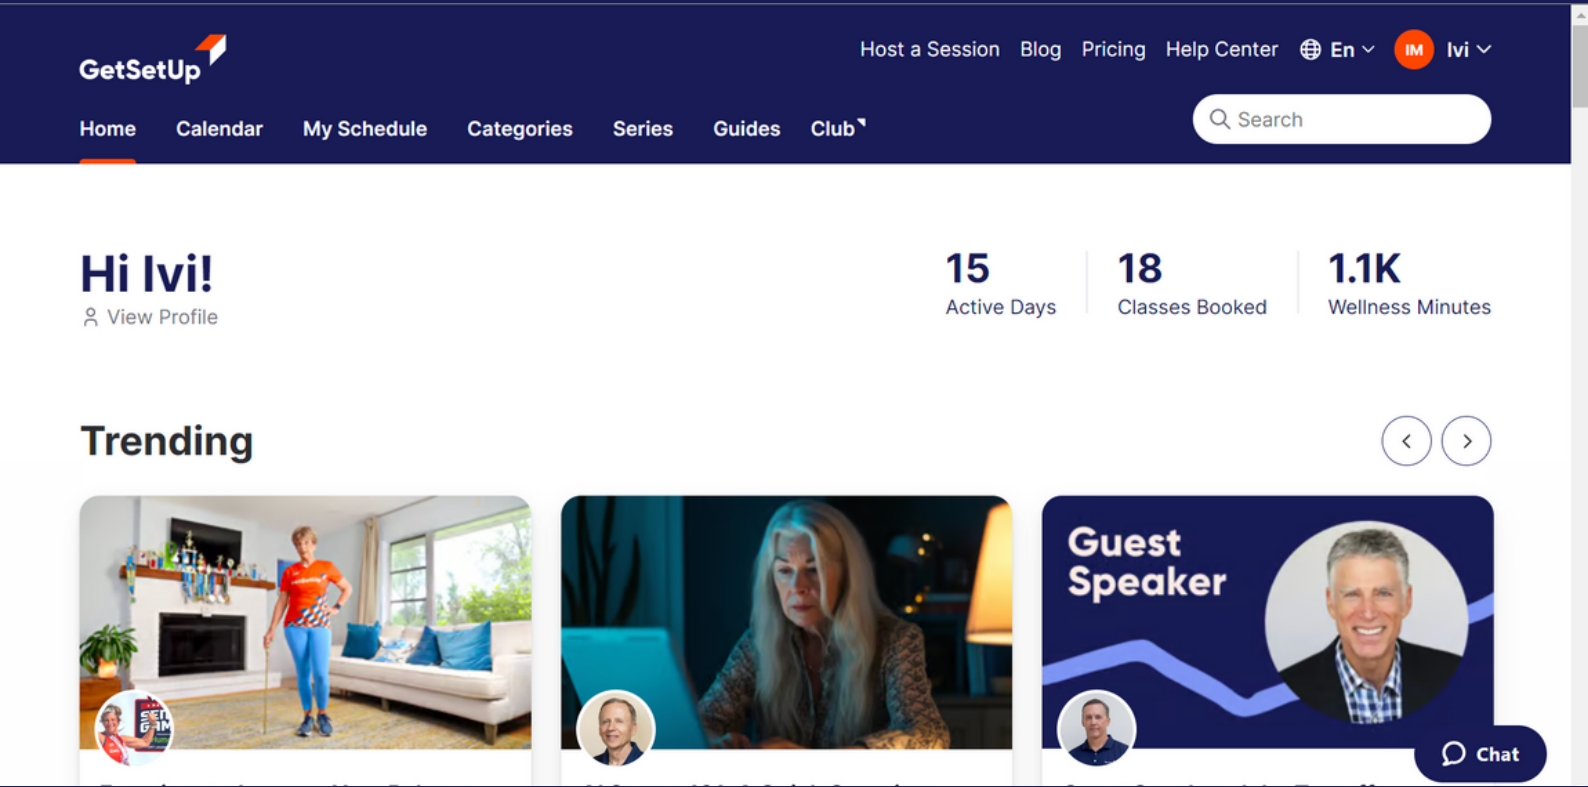 GetSetUp
Host a Session Blog Pricing Help Center En IM Ivi
Home Calendar My Schedule Categories Series Guides Club
Search
Hi Ivi!
View Profile
15 18 1.1K
Active Days Classes Booked Wellness Minutes
Trending
Guest
Speaker
Chat